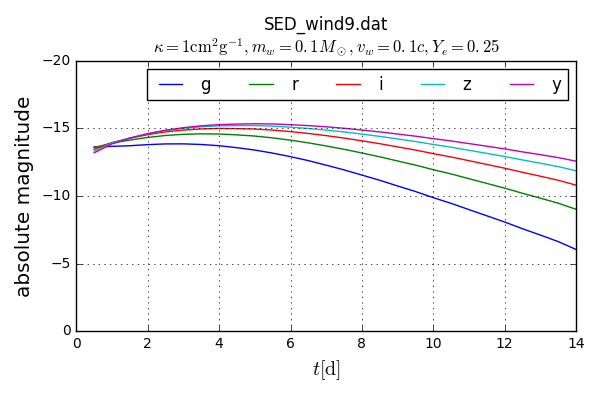 SED_wind9.dat
κ = 1cm²g⁻¹, m_w = 0.1M_⊙, v_w = 0.1c, Y_e = 0.25
g r i z y
−20
−15
−10
−5
0
absolute magnitude
0 2 4 6 8 10 12 14
t[d]